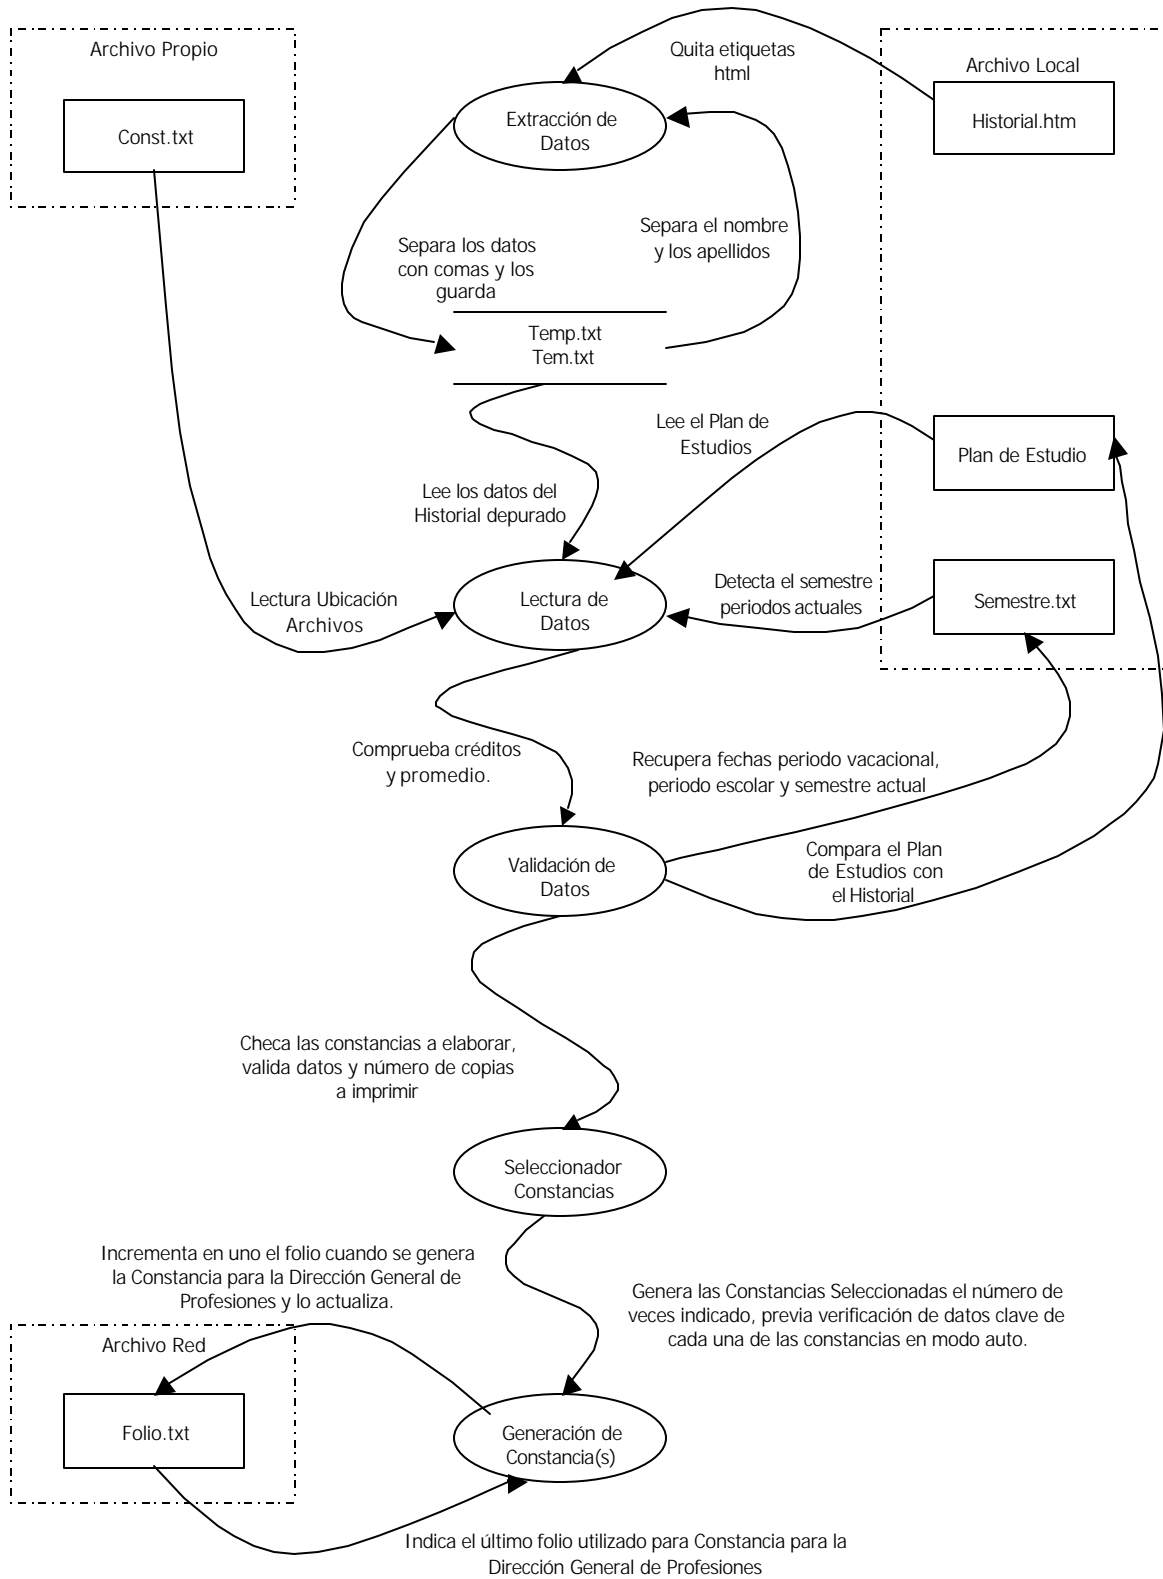 Archivo Propio
Const.txt
Quita etiquetas
html
Archivo Local
Historial.htm
Extracción de
Datos
Separa los datos
con comas y los
guarda
Separa el nombre
y los apellidos
Temp.txt
Tem.txt
Lee el Plan de
Estudios
Plan de Estudio
Lee los datos del
Historial depurado
Lectura Ubicación
Archivos
Lectura de
Datos
Detecta el semestre
periodos actuales
Semestre.txt
Comprueba créditos
y promedio.
Recupera fechas periodo vacacional,
periodo escolar y semestre actual
Validación de
Datos
Compara el Plan
de Estudios con
el Historial
Checa las constancias a elaborar,
valida datos y número de copias
a imprimir
Seleccionador
Constancias
Incrementa en uno el folio cuando se genera
la Constancia para la Dirección General de
Profesiones y lo actualiza.
Genera las Constancias Seleccionadas el número de
veces indicado, previa verificación de datos clave de
cada una de las constancias en modo auto.
Archivo Red
Folio.txt
Generación de
Constancia(s)
Indica el último folio utilizado para Constancia para la
Dirección General de Profesiones